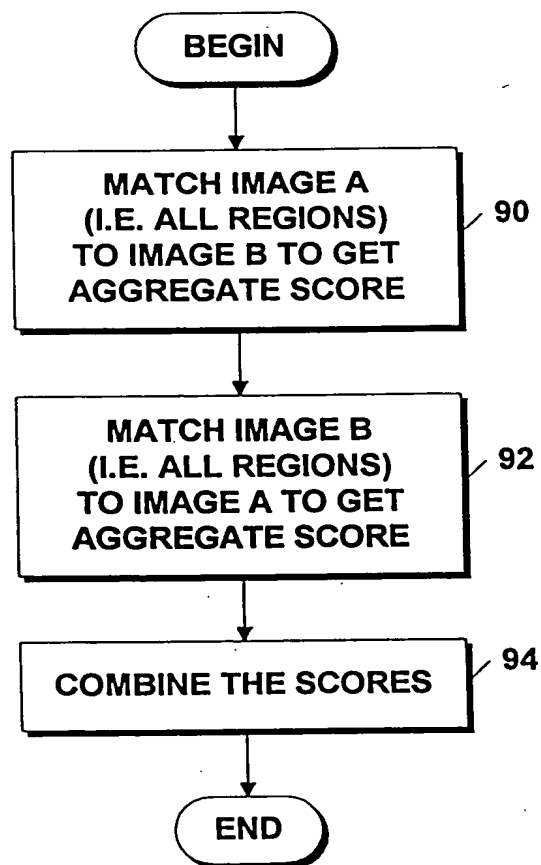 BEGIN
MATCH IMAGE A
(I.E. ALL REGIONS)
TO IMAGE B TO GET
AGGREGATE SCORE
90
MATCH IMAGE B
(I.E. ALL REGIONS)
TO IMAGE A TO GET
AGGREGATE SCORE
92
COMBINE THE SCORES
94
END